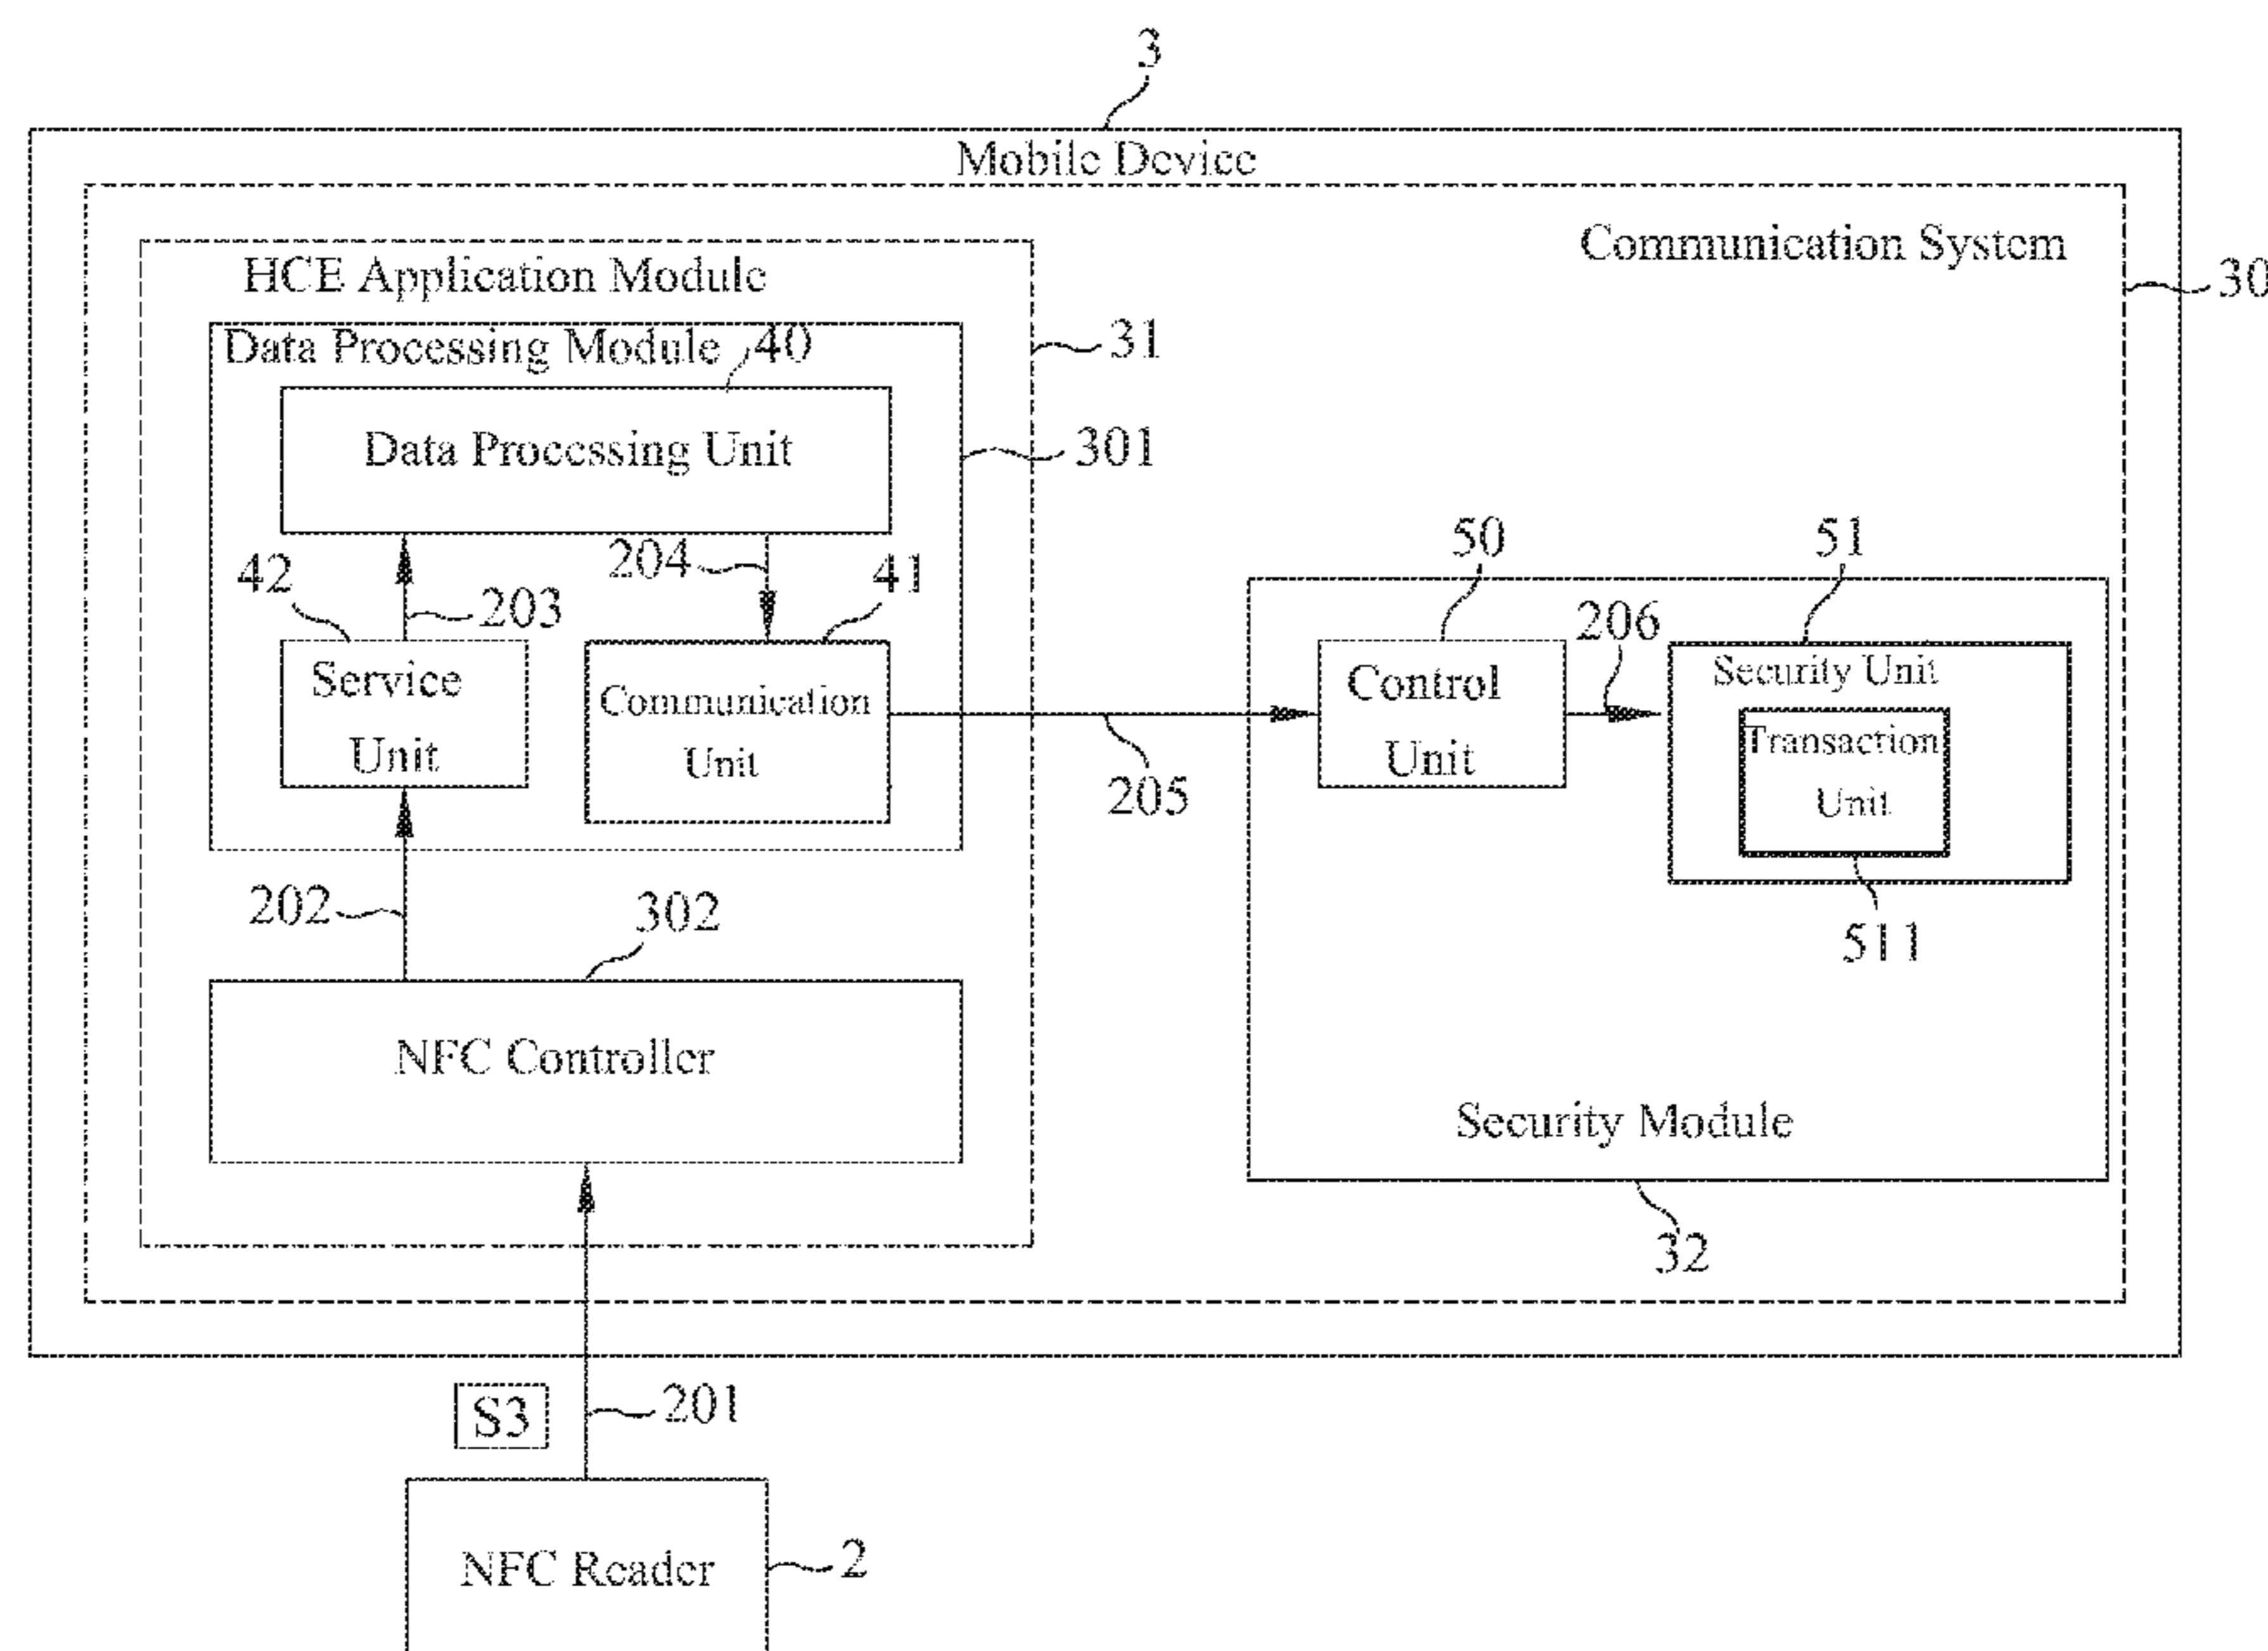 3
Mobile Device
Communication System
30
HCE Application Module
31
Data Processing Module
40
Data Processing Unit
301
42
203
204
41
50
51
206
Service
Unit
Communication
Unit
Control
Unit
Security Unit
Transaction
Unit
205
511
202
302
NFC Controller
Security Module
32
S3
201
NFC Reader
2